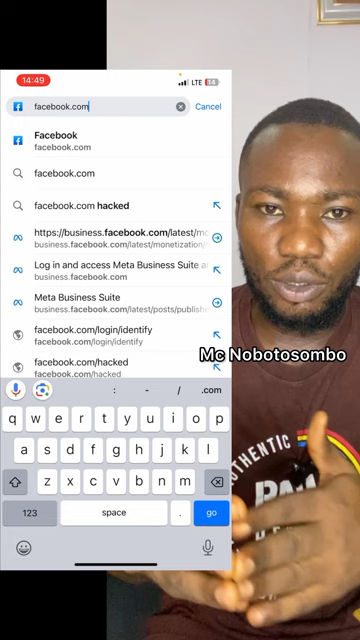 14:49
LTE 14
facebook.com
Cancel
Facebook
facebook.com
facebook.com
facebook.com hacked
https://business.facebook.com/latest/mo
business.facebook.com/latest/monetization/
Log in and access Meta Business Suite
business.facebook.com
Meta Business Suite
business.facebook.com/latest/posts/publishe
facebook.com/login/identify
facebook.com/login/identify
facebook.com/hacked
facebook.com/hacked
Mc Nobotosombo
: - / .com
q w e r t y u i o p
a s d f g h j k l
z x c v b n m
123 space . go
AUTHENTIC